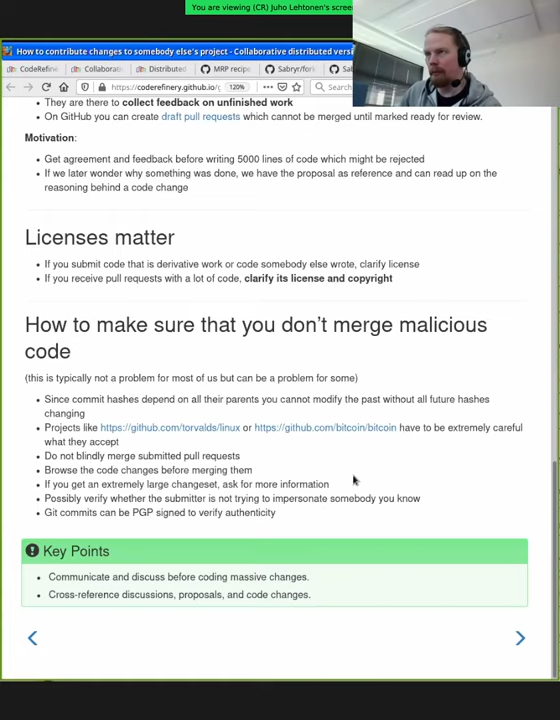 You are viewing (CR) Juho Lehtonen's scree
How to contribute changes to somebody else's project - Collaborative distributed versi
CodeRefine
Collaborati
Distributed
MRP recipe
Sabryr/fork
Sab
https://coderefinery.github.io/g
120%
Search
They are there to collect feedback on unfinished work
On GitHub you can create draft pull requests which cannot be merged until marked ready for review.
Motivation:
Get agreement and feedback before writing 5000 lines of code which might be rejected
If we later wonder why something was done, we have the proposal as reference and can read up on the
reasoning behind a code change
Licenses matter
If you submit code that is derivative work or code somebody else wrote, clarify license
If you receive pull requests with a lot of code, clarify its license and copyright
How to make sure that you don't merge malicious
code
(this is typically not a problem for most of us but can be a problem for some)
Since commit hashes depend on all their parents you cannot modify the past without all future hashes
changing
Projects like https://github.com/torvalds/linux or https://github.com/bitcoin/bitcoin have to be extremely careful
what they accept
Do not blindly merge submitted pull requests
Browse the code changes before merging them
If you get an extremely large changeset, ask for more information
Possibly verify whether the submitter is not trying to impersonate somebody you know
Git commits can be PGP signed to verify authenticity
Key Points
Communicate and discuss before coding massive changes.
Cross-reference discussions, proposals, and code changes.